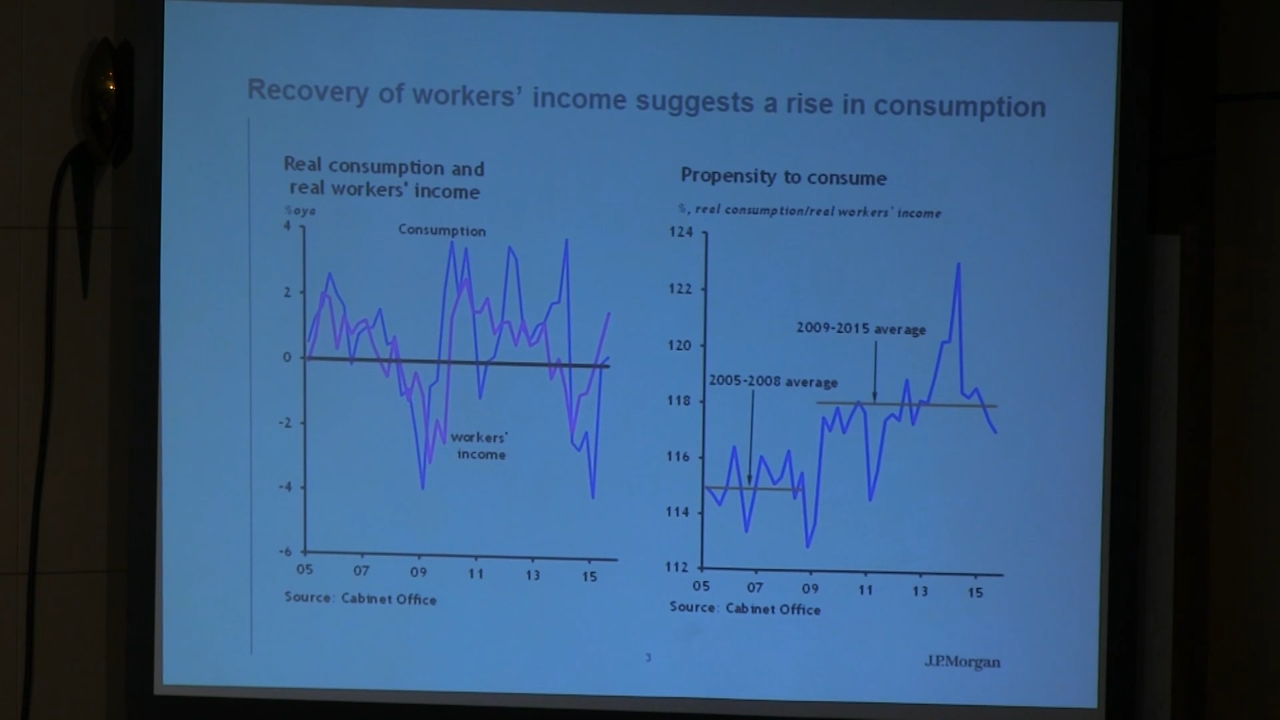 Recovery of workers' income suggests a rise in consumption
Real consumption and
real workers' income
%oya
Consumption
4
2
0
-2
-4
-6
workers'
income
05 07 09 11 13 15
Source: Cabinet Office
Propensity to consume
%, real consumption/real workers' income
124
122
120
118
116
114
112
2009-2015 average
2005-2008 average
05 07 09 11 13 15
Source: Cabinet Office
3
J.P.Morgan